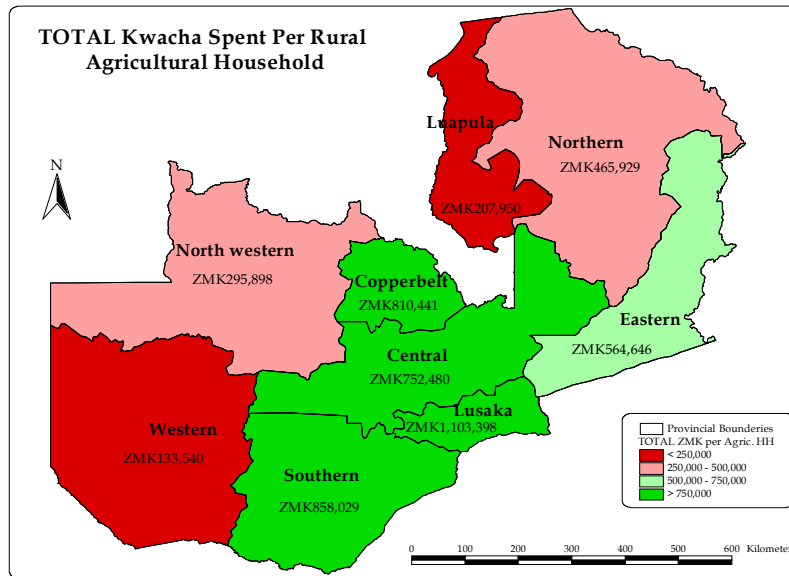 TOTAL Kwacha Spent Per Rural
Agricultural Household
N
Luapula
ZMK207,950
Northern
ZMK465,929
North western
ZMK295,898
Copperbelt
ZMK810,441
Eastern
ZMK564,646
Central
ZMK752,480
Lusaka
ZMK1,103,398
Western
ZMK133,540
Southern
ZMK858,029
Provincial Bounderies
TOTAL ZMK per Agric. HH
< 250,000
250,000 - 500,000
500,000 - 750,000
> 750,000
0 100 200 300 400 500 600 Kilometer